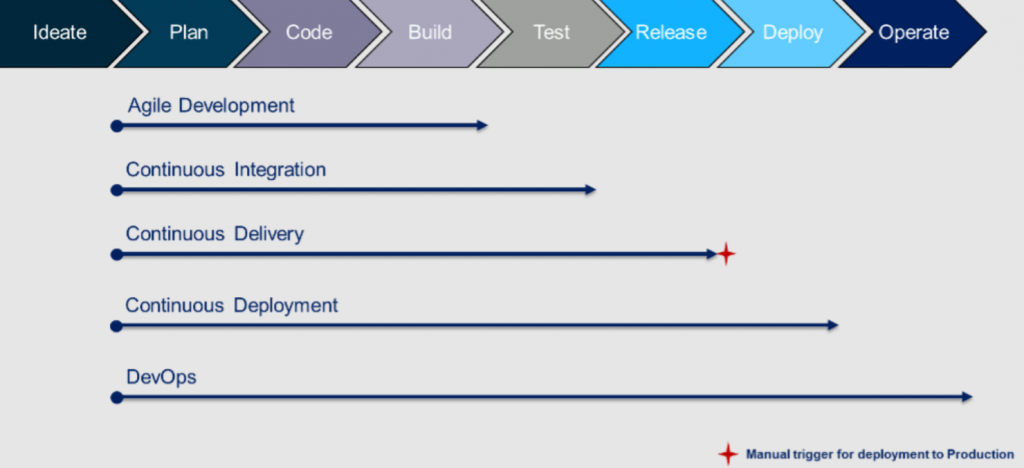 Ideate Plan Code Build Test Release Deploy Operate
Agile Development
Continuous Integration
Continuous Delivery
Continuous Deployment
DevOps
Manual trigger for deployment to Production